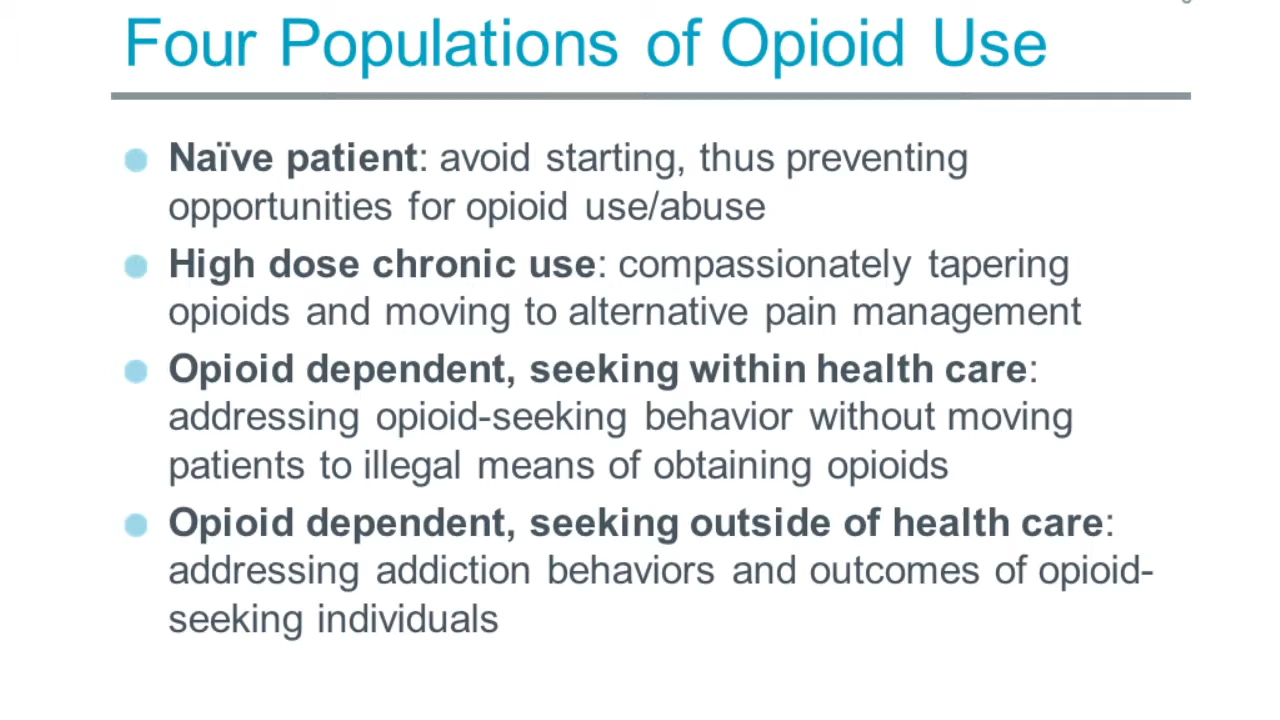 Four Populations of Opioid Use
Naïve patient: avoid starting, thus preventing
opportunities for opioid use/abuse
High dose chronic use: compassionately tapering
opioids and moving to alternative pain management
Opioid dependent, seeking within health care:
addressing opioid-seeking behavior without moving
patients to illegal means of obtaining opioids
Opioid dependent, seeking outside of health care:
addressing addiction behaviors and outcomes of opioid-
seeking individuals